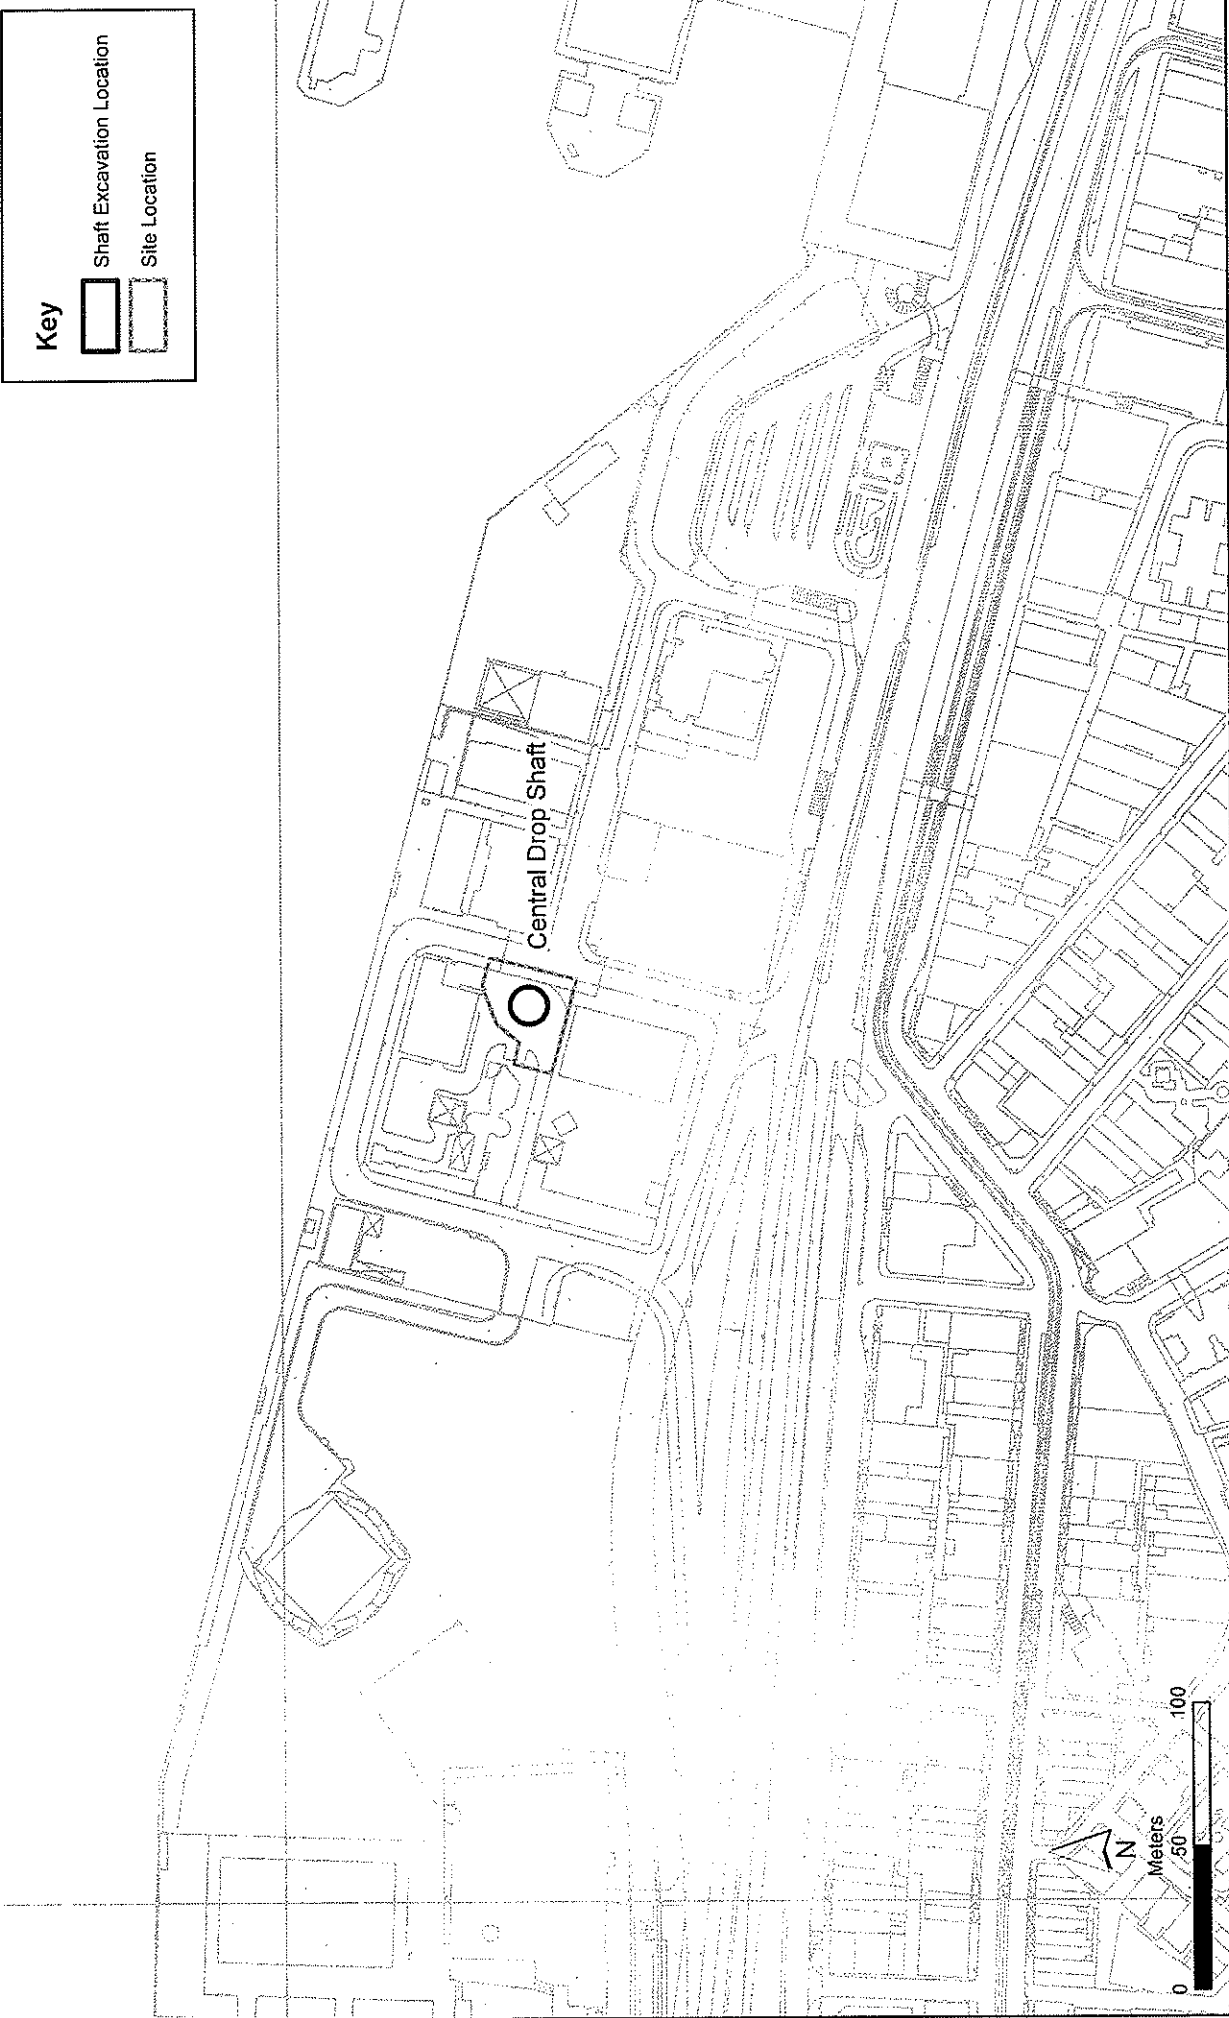 Key
Shaft Excavation Location
Site Location
Central Drop Shaft
N
Meters
0 50 100